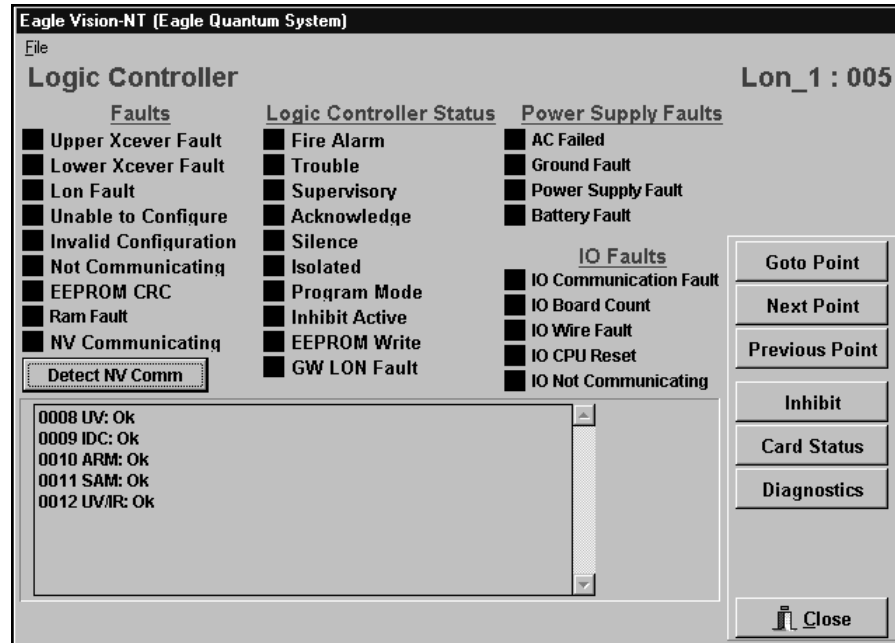 Eagle Vision-NT (Eagle Quantum System)
File
Logic Controller
Lon_1 : 005
Faults
Upper Xcever Fault
Lower Xcever Fault
Lon Fault
Unable to Configure
Invalid Configuration
Not Communicating
EEPROM CRC
Ram Fault
NV Communicating
Detect NV Comm
Logic Controller Status
Fire Alarm
Trouble
Supervisory
Acknowledge
Silence
Isolated
Program Mode
Inhibit Active
EEPROM Write
GW LON Fault
Power Supply Faults
AC Failed
Ground Fault
Power Supply Fault
Battery Fault
IO Faults
IO Communication Fault
IO Board Count
IO Wire Fault
IO CPU Reset
IO Not Communicating
0008 UV: Ok
0009 IDC: Ok
0010 ARM: Ok
0011 SAM: Ok
0012 UV/IR: Ok
Goto Point
Next Point
Previous Point
Inhibit
Card Status
Diagnostics
Close